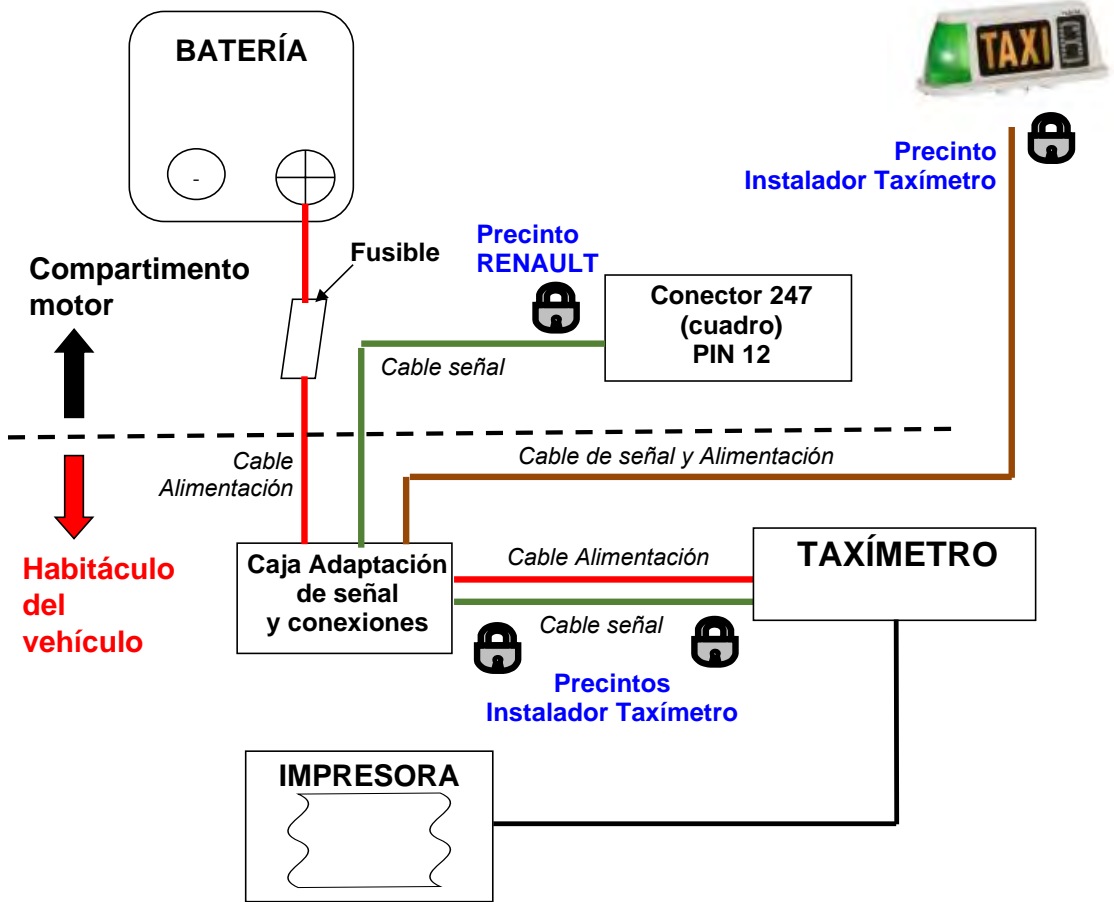 BATERÍA
-
TAXI
Precinto
Instalador Taxímetro
Precinto
RENAULT
Fusible
Compartimento
motor
Conector 247
(cuadro)
PIN 12
Cable señal
Cable
Alimentación
Cable de señal y Alimentación
Habitáculo
del
vehículo
Caja Adaptación
de señal
y conexiones
Cable Alimentación
Cable señal
TAXÍMETRO
Precintos
Instalador Taxímetro
IMPRESORA